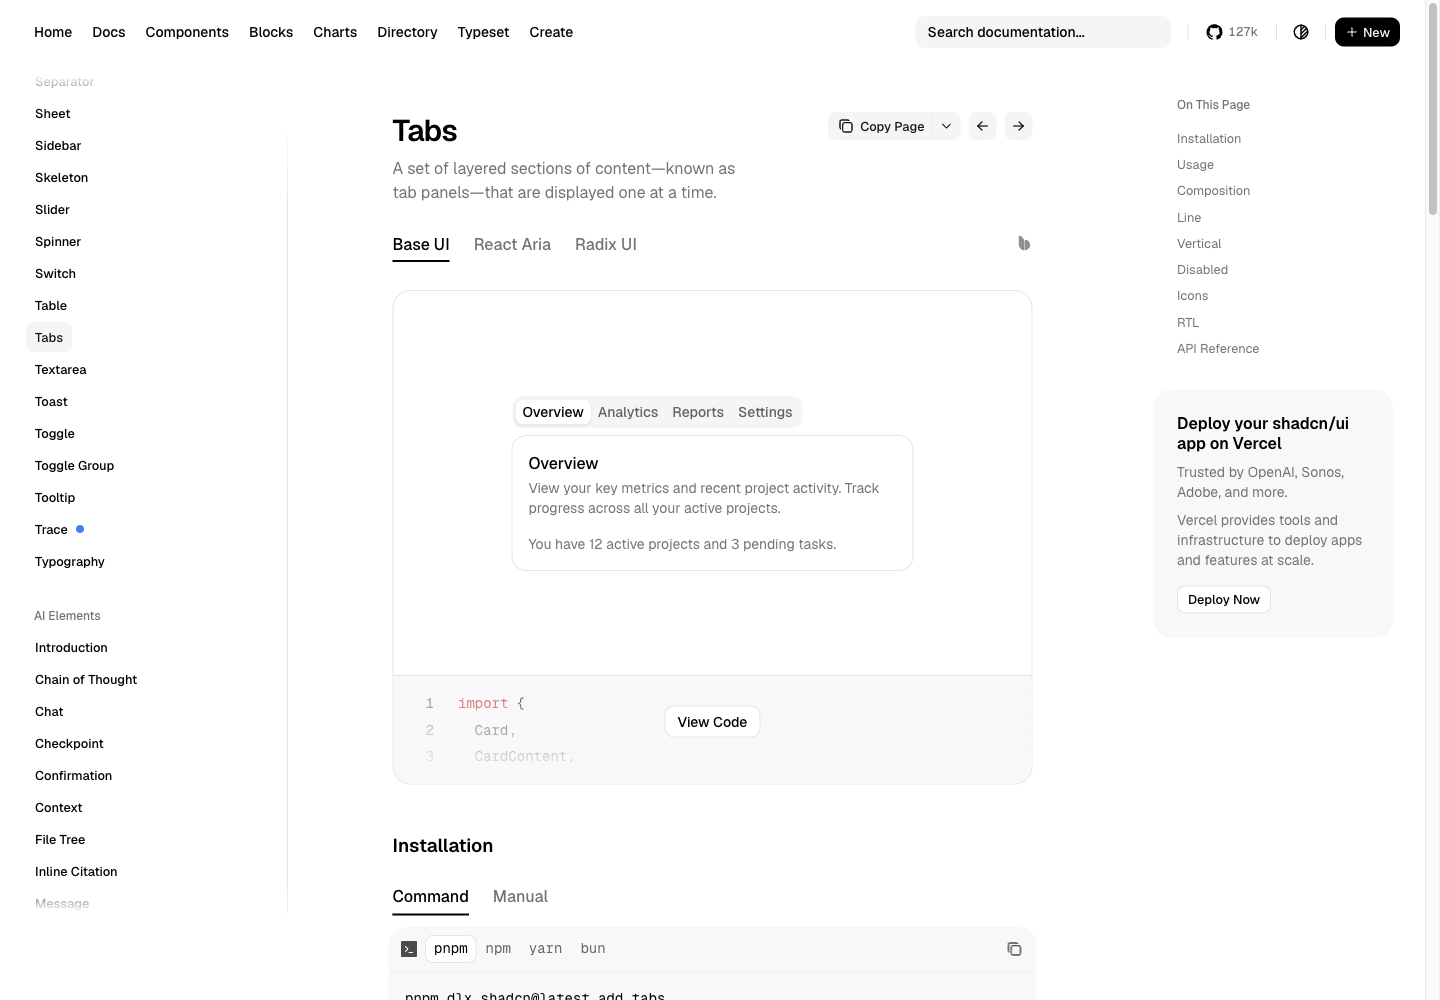 Home Docs Components Blocks Charts Directory Typeset Create
Search documentation...
127k
New
Separator
Sheet
Sidebar
Skeleton
Slider
Spinner
Switch
Table
Tabs
Textarea
Toast
Toggle
Toggle Group
Tooltip
Trace
Typography
AI Elements
Introduction
Chain of Thought
Chat
Checkpoint
Confirmation
Context
File Tree
Inline Citation
Message
Tabs
Copy Page
A set of layered sections of content—known as
tab panels—that are displayed one at a time.
Base UI React Aria Radix UI
Overview Analytics Reports Settings
Overview
View your key metrics and recent project activity. Track
progress across all your active projects.
You have 12 active projects and 3 pending tasks.
1 import {
2 Card,
3 CardContent,
View Code
Installation
Command Manual
pnpm npm yarn bun
pnpm dlx shadcn@latest add tabs
On This Page
Installation
Usage
Composition
Line
Vertical
Disabled
Icons
RTL
API Reference
Deploy your shadcn/ui
app on Vercel
Trusted by OpenAI, Sonos,
Adobe, and more.
Vercel provides tools and
infrastructure to deploy apps
and features at scale.
Deploy Now